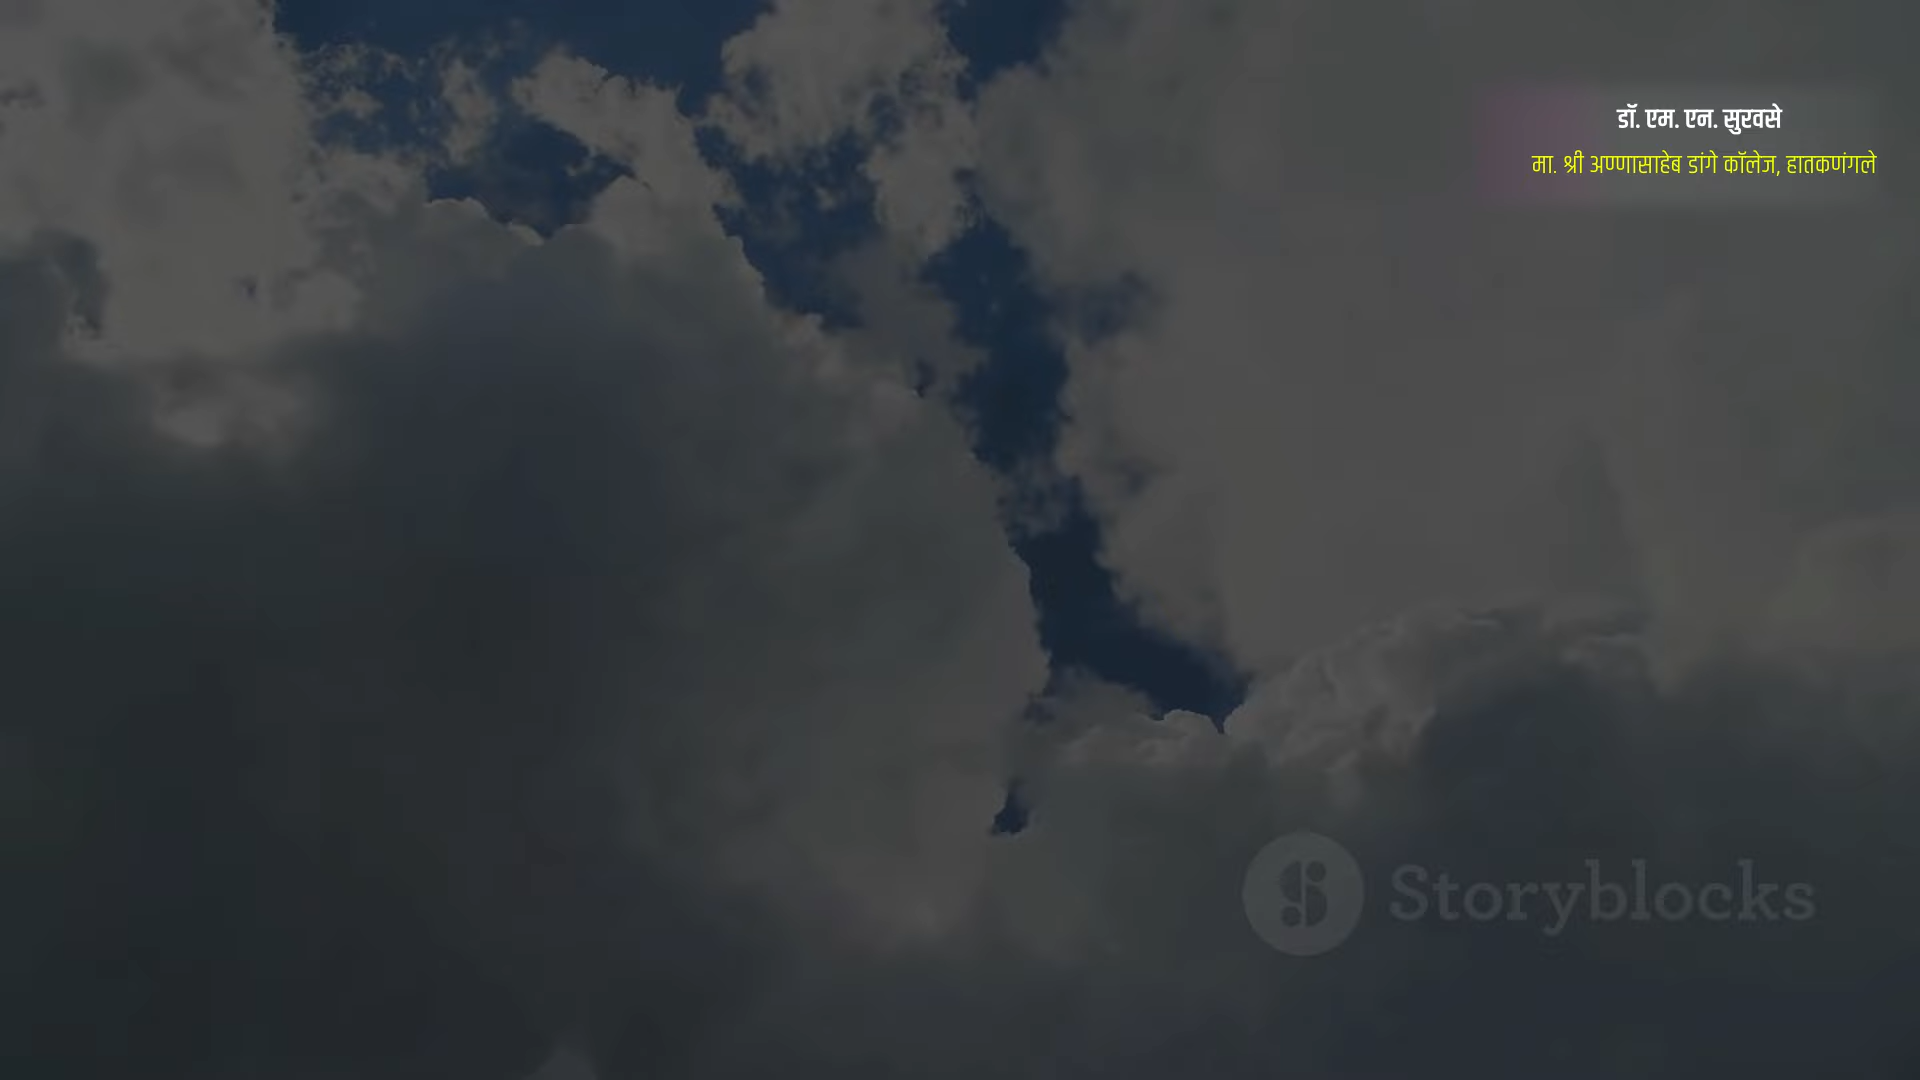 डॉ. एम. एन. सुरवसे
मा. श्री अण्णासाहेब डांगे कॉलेज, हातकणंगले
Storyblocks